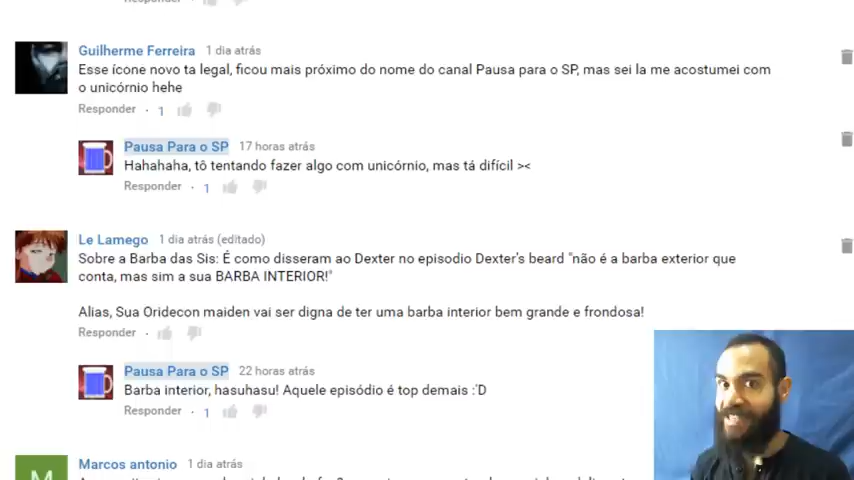 Guilherme Ferreira 1 dia atrás
Esse ícone novo ta legal, ficou mais próximo do nome do canal Pausa para o SP, mas sei la me acostumei com
o unicórnio hehe
Responder · 1
Pausa Para o SP 17 horas atrás
Hahahaha, tô tentando fazer algo com unicórnio, mas tá difícil ><
Responder · 1
Le Lamego 1 dia atrás (editado)
Sobre a Barba das Sis: É como disseram ao Dexter no episodio Dexter's beard "não é a barba exterior que
conta, mas sim a sua BARBA INTERIOR!"
Alias, Sua Oridecon maiden vai ser digna de ter uma barba interior bem grande e frondosa!
Responder ·
Pausa Para o SP 22 horas atrás
Barba interior, hasuhasu! Aquele episódio é top demais :'D
Responder · 1
M
Marcos antonio 1 dia atrás